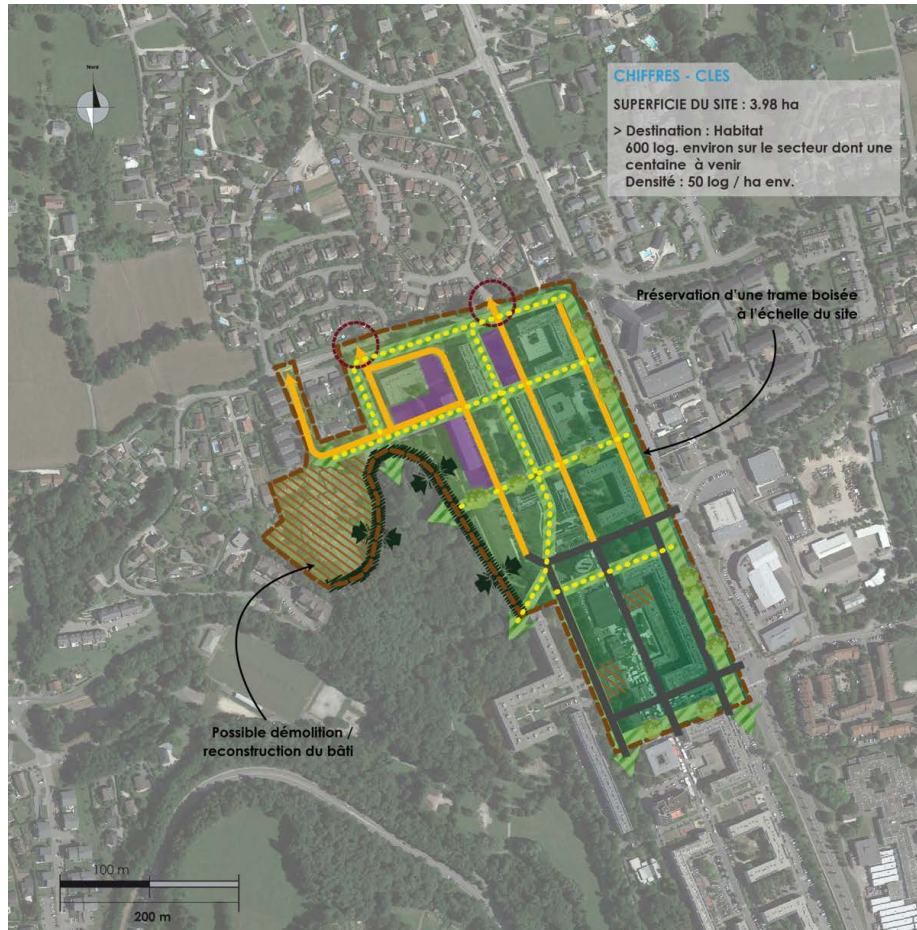 Nord
CHIFFRES - CLES
SUPERFICIE DU SITE : 3.98 ha
> Destination : Habitat
600 log. environ sur le secteur dont une
centaine à venir
Densité : 50 log / ha env.
Préservation d'une trame boisée
à l'échelle du site
Possible démolition /
reconstruction du bâti
100 m
200 m